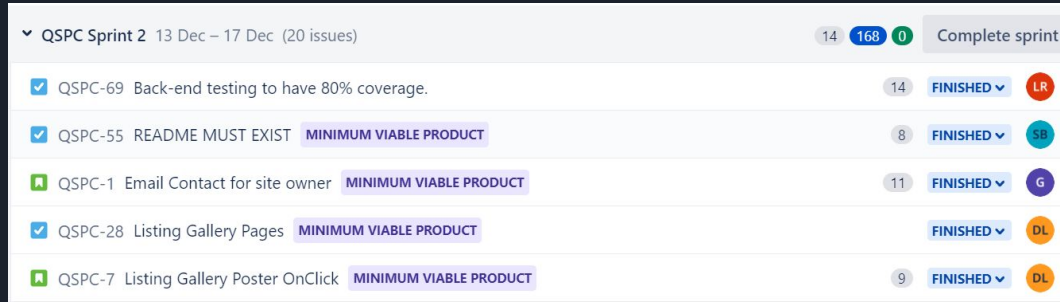 QSPC Sprint 2 13 Dec – 17 Dec (20 issues) 14 168 0 Complete sprint
QSPC-69 Back-end testing to have 80% coverage. 14 FINISHED LR
QSPC-55 README MUST EXIST MINIMUM VIABLE PRODUCT 8 FINISHED SB
QSPC-1 Email Contact for site owner MINIMUM VIABLE PRODUCT 11 FINISHED G
QSPC-28 Listing Gallery Pages MINIMUM VIABLE PRODUCT FINISHED DL
QSPC-7 Listing Gallery Poster OnClick MINIMUM VIABLE PRODUCT 9 FINISHED DL